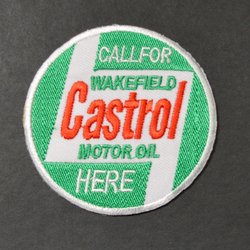 CALLFOR
WAKEFIELD
Castrol
MOTOR OIL
HERE